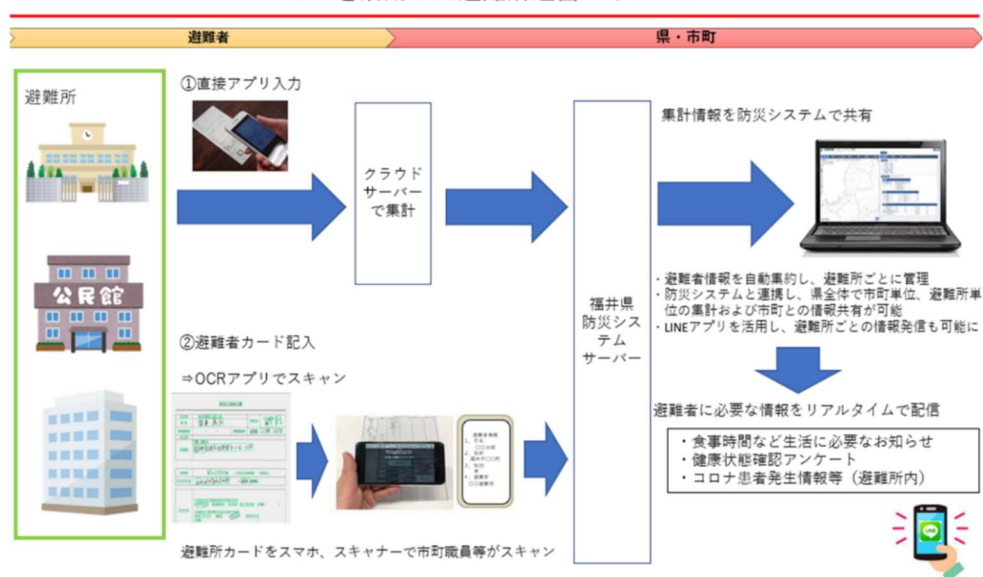 避難者
県・市町
避難所
公民館
①直接アプリ入力
クラウド
サーバー
で集計
②避難者カード記入
⇒OCRアプリでスキャン
避難所カードをスマホ、スキャナーで市町職員等がスキャン
福井県
防災シス
テム
サーバー
集計情報を防災システムで共有
・避難者情報を自動集約し、避難所ごとに管理
・防災システムと連携し、県全体で市町単位、避難所単
位の集計および市町との情報共有が可能
・LINEアプリを活用し、避難所ごとの情報発信も可能に
避難者に必要な情報をリアルタイムで配信
・食事時間など生活に必要なお知らせ
・健康状態確認アンケート
・コロナ患者発生情報等（避難所内）
LINE